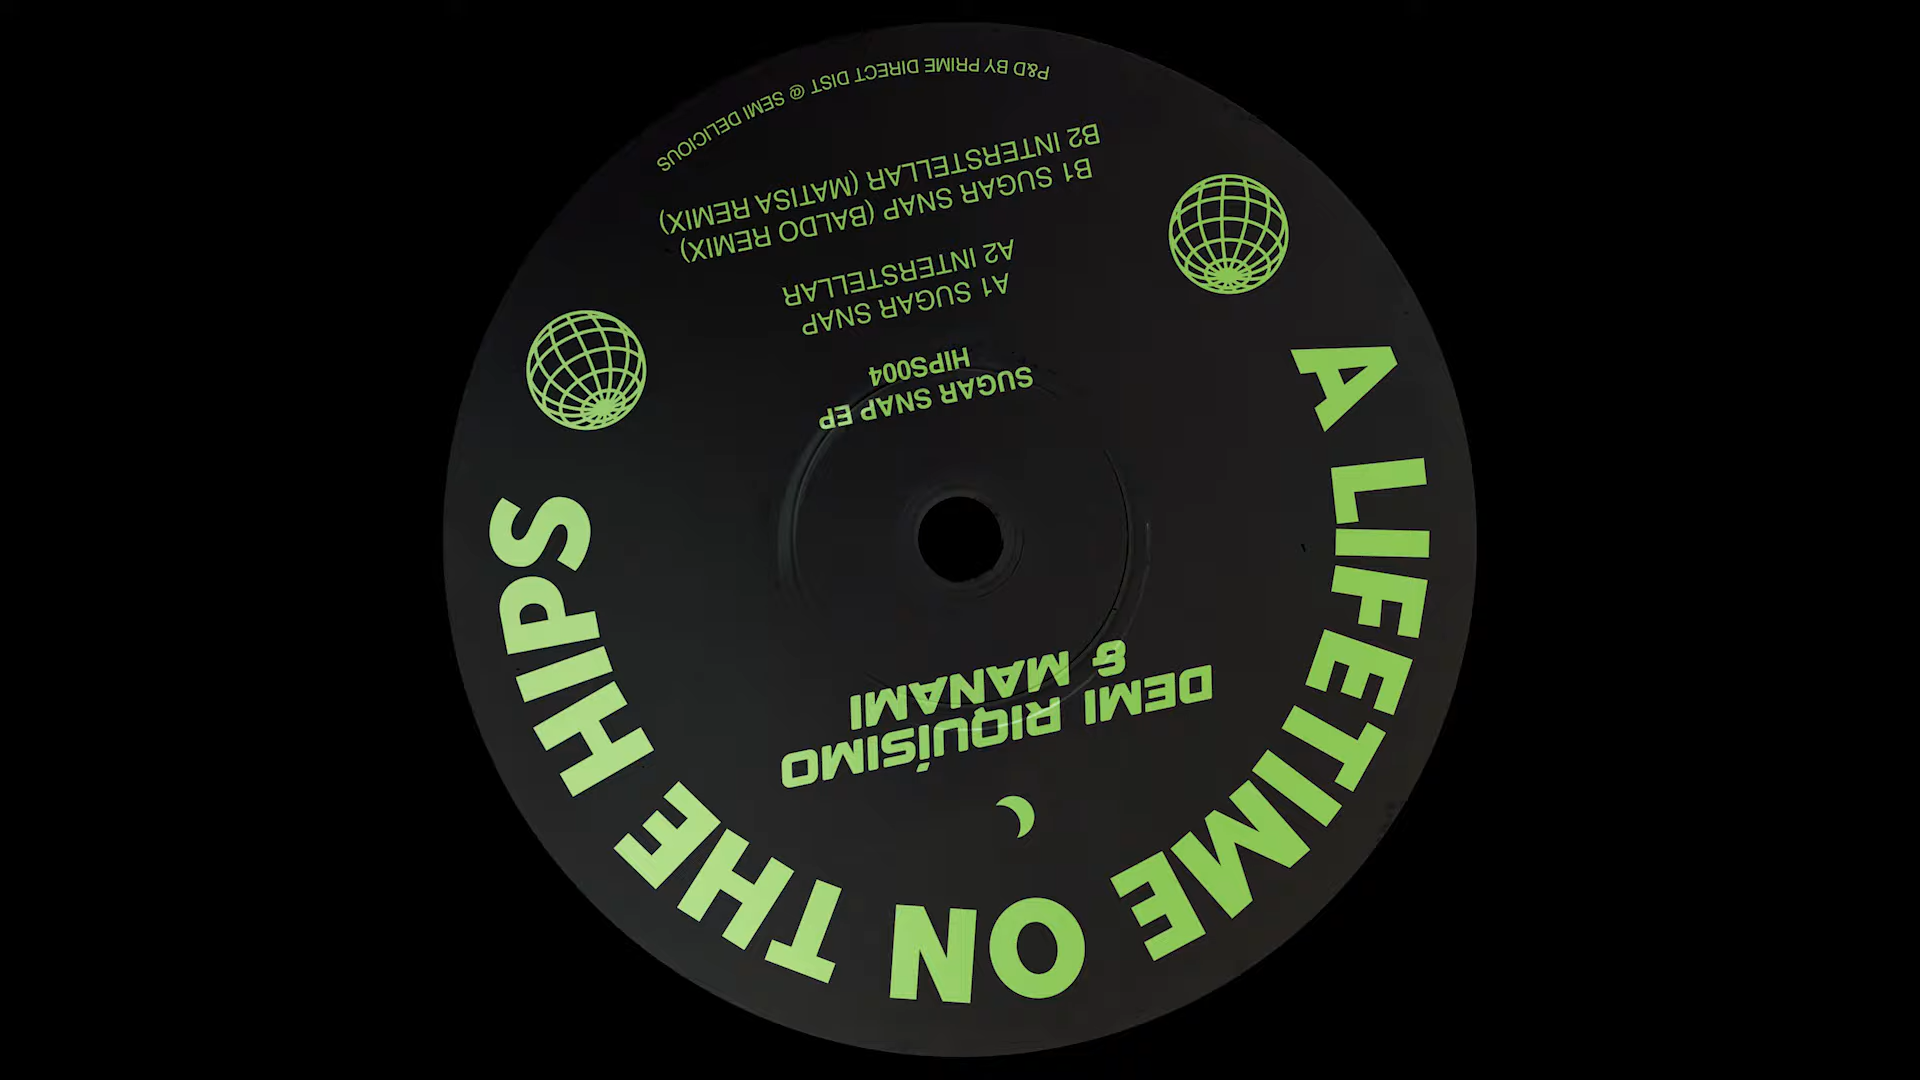 A LIFETIME ON THE HIPS
DEMI RIQUÍSIMO
& MANAMI
SUGAR SNAP EP
HIPS004
A1 SUGAR SNAP
A2 INTERSTELLAR
B1 SUGAR SNAP (BALDO REMIX)
B2 INTERSTELLAR (MATISA REMIX)
P&D BY PRIME DIRECT DIST @ SEMI DELICIOUS